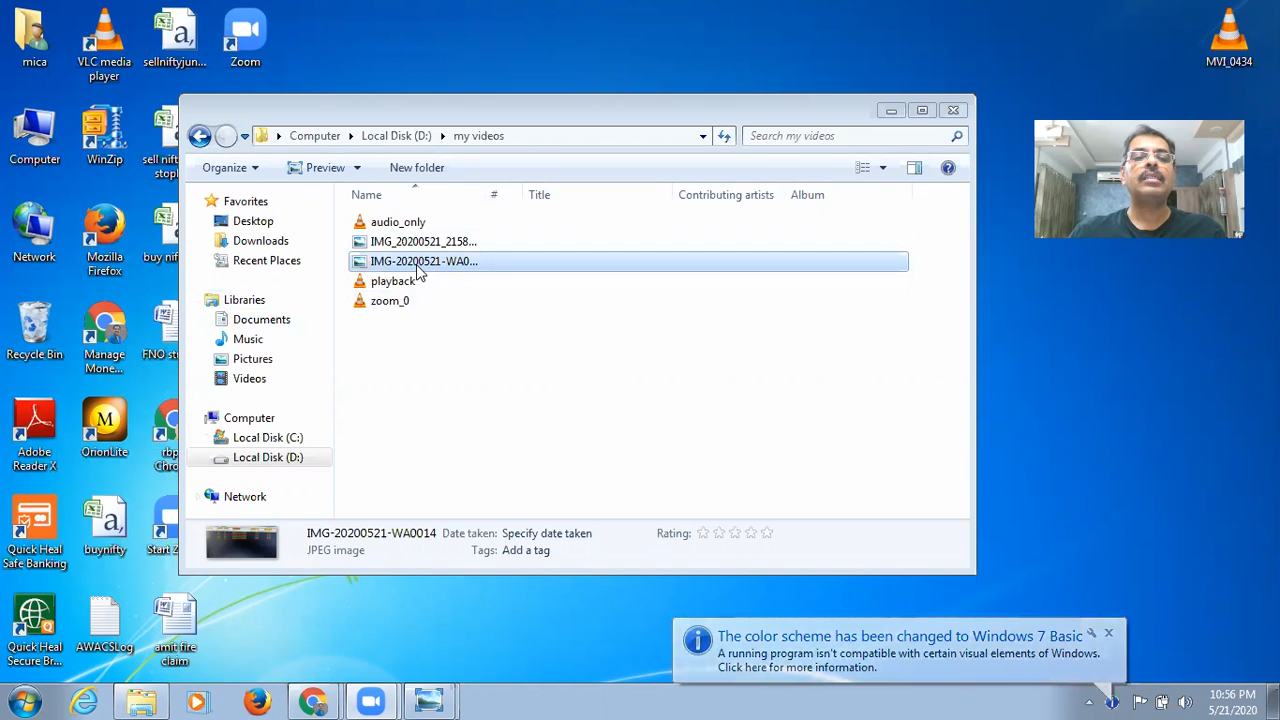 mica
VLC media
player
sellniftyjun...
Zoom
MVI_0434
Computer
WinZip
sell nift
stopl
Network
Mozilla
Firefox
buy nif
Recycle Bin
Manage
Mone...
FNO st
Adobe
Reader X
OrionLite
rbp
Chro
Quick Heal
Safe Banking
buynifty
Start Z
Quick Heal
Secure Br...
AWACSLog
amit fire
claim
Computer
Local Disk (D:)
my videos
Search my videos
Organize
Preview
New folder
Name
#
Title
Contributing artists
Album
Favorites
Desktop
Downloads
Recent Places
Libraries
Documents
Music
Pictures
Videos
Computer
Local Disk (C:)
Local Disk (D:)
Network
audio_only
IMG_20200521_2158...
IMG-20200521-WA0...
playback
zoom_0
IMG-20200521-WA0014 Date taken: Specify date taken Rating:
JPEG image Tags: Add a tag
The color scheme has been changed to Windows 7 Basic
A running program isn't compatible with certain visual elements of Windows.
Click here for more information.
10:56 PM
5/21/2020